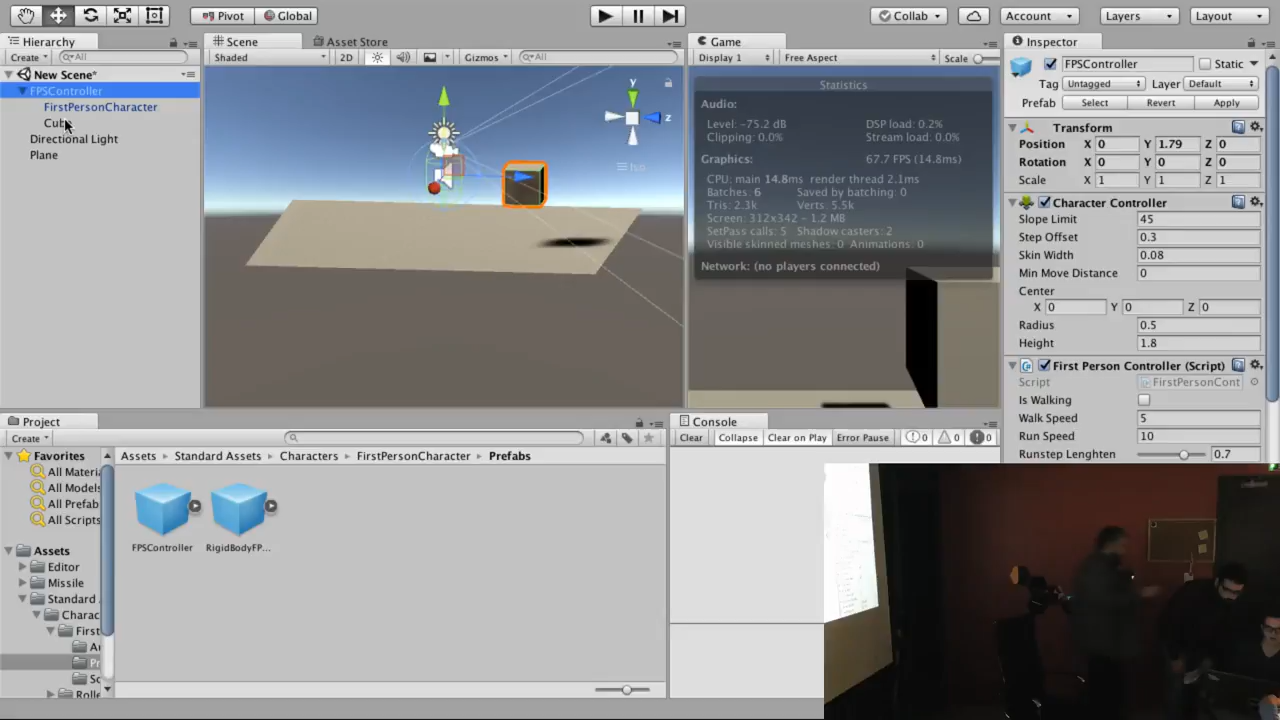 Pivot Global Collab Account Layers Layout
Hierarchy
Create All
New Scene*
FPSController
FirstPersonCharacter
Directional Light
Plane
Scene Asset Store
Shaded 2D Gizmos All
y
z
Game
Display 1 Free Aspect Scale
Statistics
Audio:
Level: -75.2 dB DSP load: 0.2%
Clipping: 0.0% Stream load: 0.0%
Graphics: 67.7 FPS (14.8ms)
CPU: main 14.8ms render thread 2.1ms
Batches: 6 Saved by batching: 0
Tris: 2.3k Verts: 5.5k
Screen: 312x342 - 1.2 MB
SetPass calls: 5 Shadow casters: 2
Visible skinned meshes: 0 Animations: 0
Network: (no players connected)
Inspector
FPSController Static
Tag Untagged Layer Default
Prefab Select Revert Apply
Transform
Position X 0 Y 1.79 Z 0
Rotation X 0 Y 0 Z 0
Scale X 1 Y 1 Z 1
Character Controller
Slope Limit 45
Step Offset 0.3
Skin Width 0.08
Min Move Distance 0
Center
X 0 Y 0 Z 0
Radius 0.5
Height 1.8
First Person Controller (Script)
Script FirstPersonCont
Is Walking
Walk Speed 5
Run Speed 10
Runstep Lenghten 0.7
Project
Create
Favorites
All Materi
All Models
All Prefab
All Scripts
Assets
Editor
Missile
Standard
Charac
First
Rolle
Assets Standard Assets Characters FirstPersonCharacter Prefabs
FPSController RigidBodyFP...
Console
Clear Collapse Clear on Play Error Pause 0 0 0